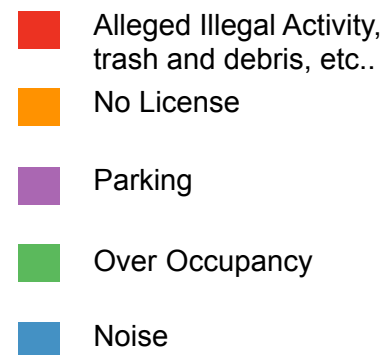 Alleged Illegal Activity,
trash and debris, etc..
No License
Parking
Over Occupancy
Noise